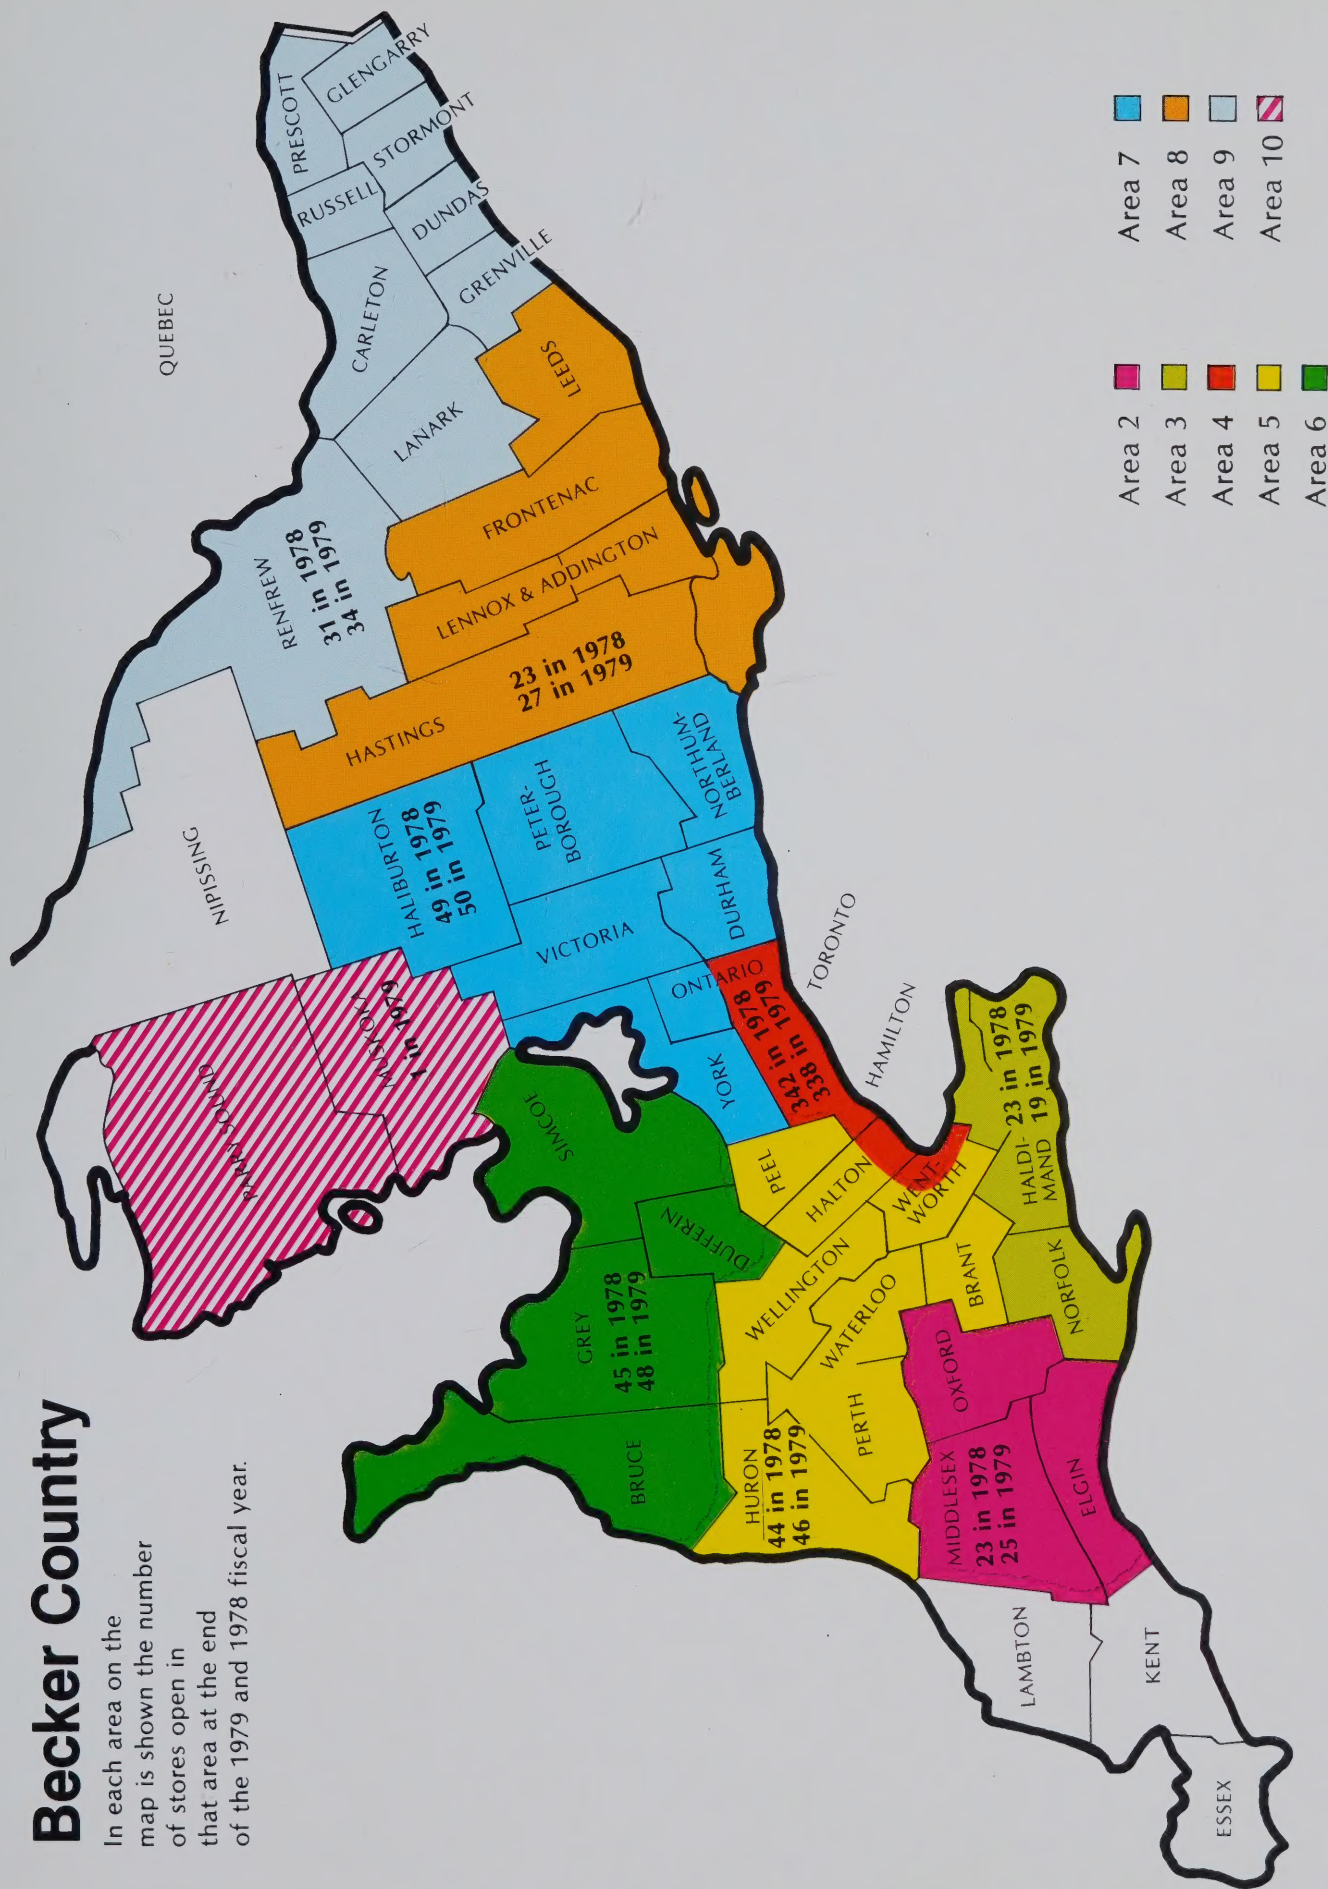 Becker Country
In each area on the
map is shown the number
of stores open in
that area at the end
of the 1979 and 1978 fiscal year.
QUEBEC
PRESCOTT
GLENGARRY
RUSSELL
STORMONT
DUNDAS
CARLETON
GRENVILLE
LANARK
LEEDS
RENFREW
31 in 1978
34 in 1979
FRONTENAC
LENNOX & ADDINGTON
HASTINGS
23 in 1978
27 in 1979
NIPISSING
HALIBURTON
49 in 1978
50 in 1979
PETER-
BOROUGH
NORTHUM-
BERLAND
VICTORIA
DURHAM
PARRY SOUND
MUSKOKA
1 in 1979
ONTARIO
YORK
342 in 1978
338 in 1979
TORONTO
HAMILTON
SIMCOE
DUFFERIN
GREY
45 in 1978
48 in 1979
BRUCE
PEEL
HALTON
WENT-
WORTH
WELLINGTON
WATERLOO
BRANT
HALDI-
MAND
23 in 1978
19 in 1979
NORFOLK
HURON
44 in 1978
46 in 1979
PERTH
OXFORD
MIDDLESEX
23 in 1978
25 in 1979
ELGIN
LAMBTON
KENT
ESSEX
Area 2
Area 3
Area 4
Area 5
Area 6
Area 7
Area 8
Area 9
Area 10